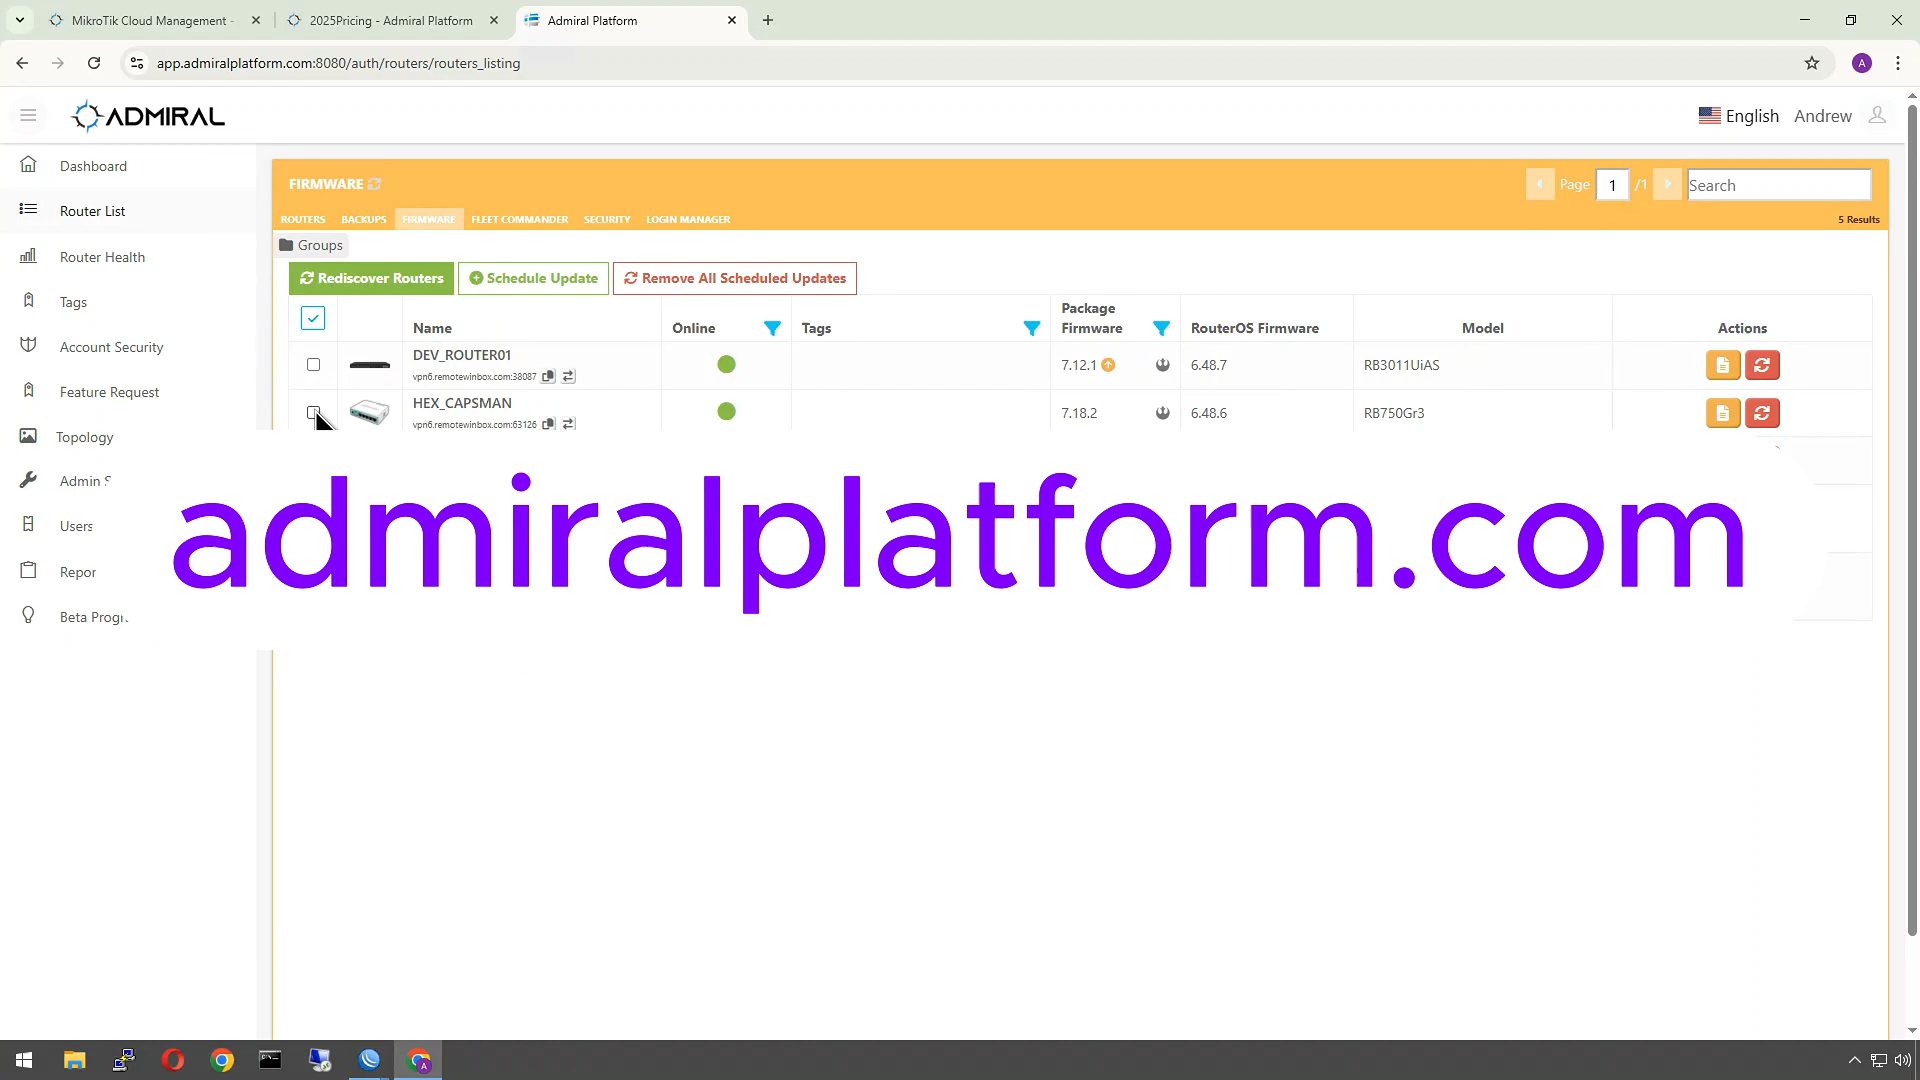 MikroTik Cloud Management -
2025Pricing - Admiral Platform
Admiral Platform
app.admiralplatform.com:8080/auth/routers/routers_listing
A
ADMIRAL
English
Andrew
Dashboard
Router List
Router Health
Tags
Account Security
Feature Request
Topology
Admin S
Users
Repor
Beta Progr
FIRMWARE
Page 1 /1
Search
ROUTERS BACKUPS FIRMWARE FLEET COMMANDER SECURITY LOGIN MANAGER
5 Results
Groups
Rediscover Routers
Schedule Update
Remove All Scheduled Updates
Name Online Tags Package Firmware RouterOS Firmware Model Actions
DEV_ROUTER01 7.12.1 6.48.7 RB3011UiAS
vpn6.remotewinbox.com:38087
HEX_CAPSMAN 7.18.2 6.48.6 RB750Gr3
vpn6.remotewinbox.com:63126
admiralplatform.com